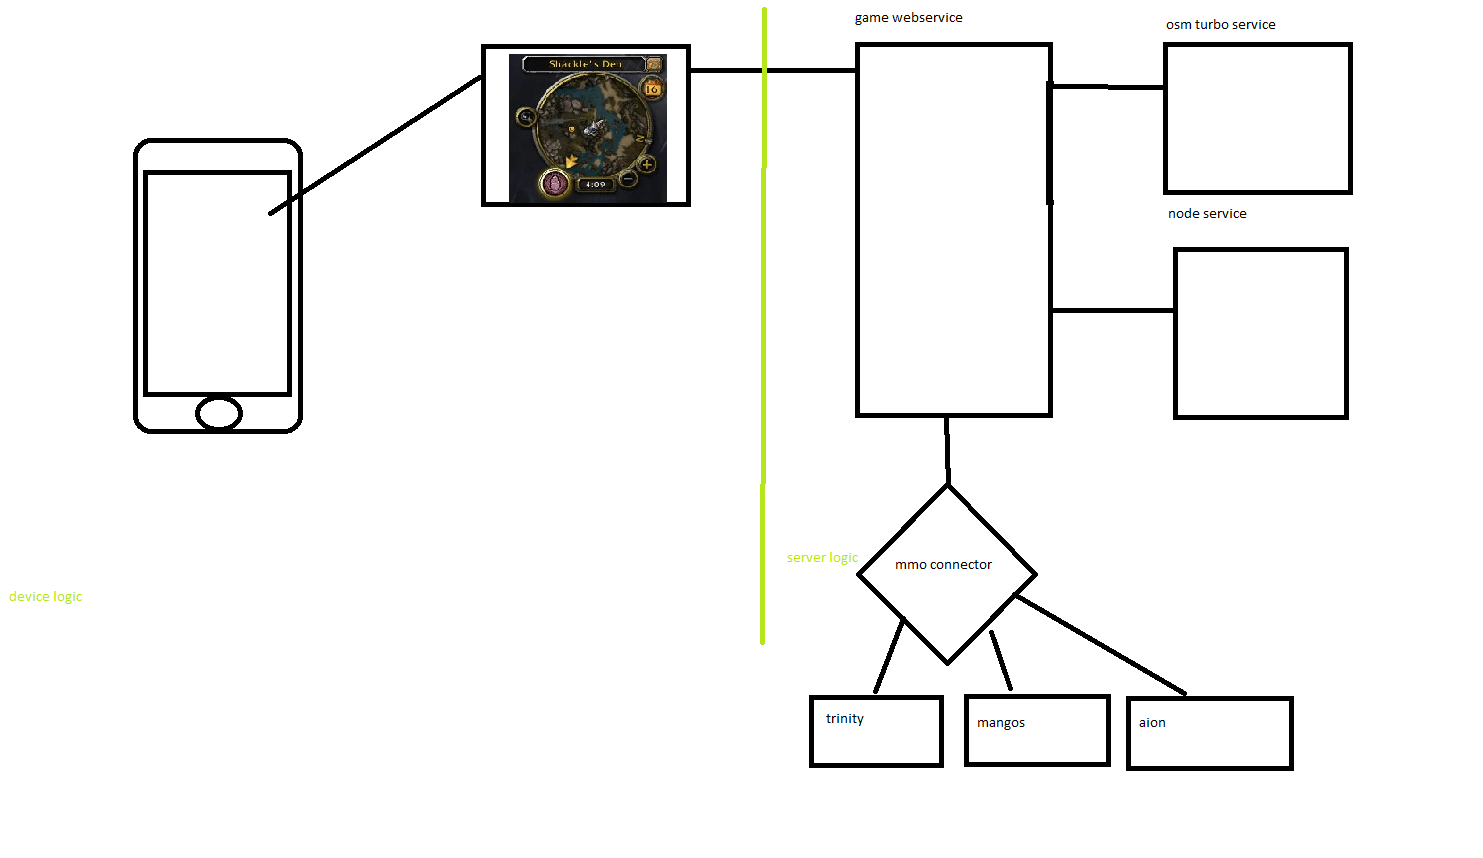 game webservice
osm turbo service
Shackle's Den
16
N
4:09
node service
server logic
mmo connector
device logic
trinity
mangos
aion